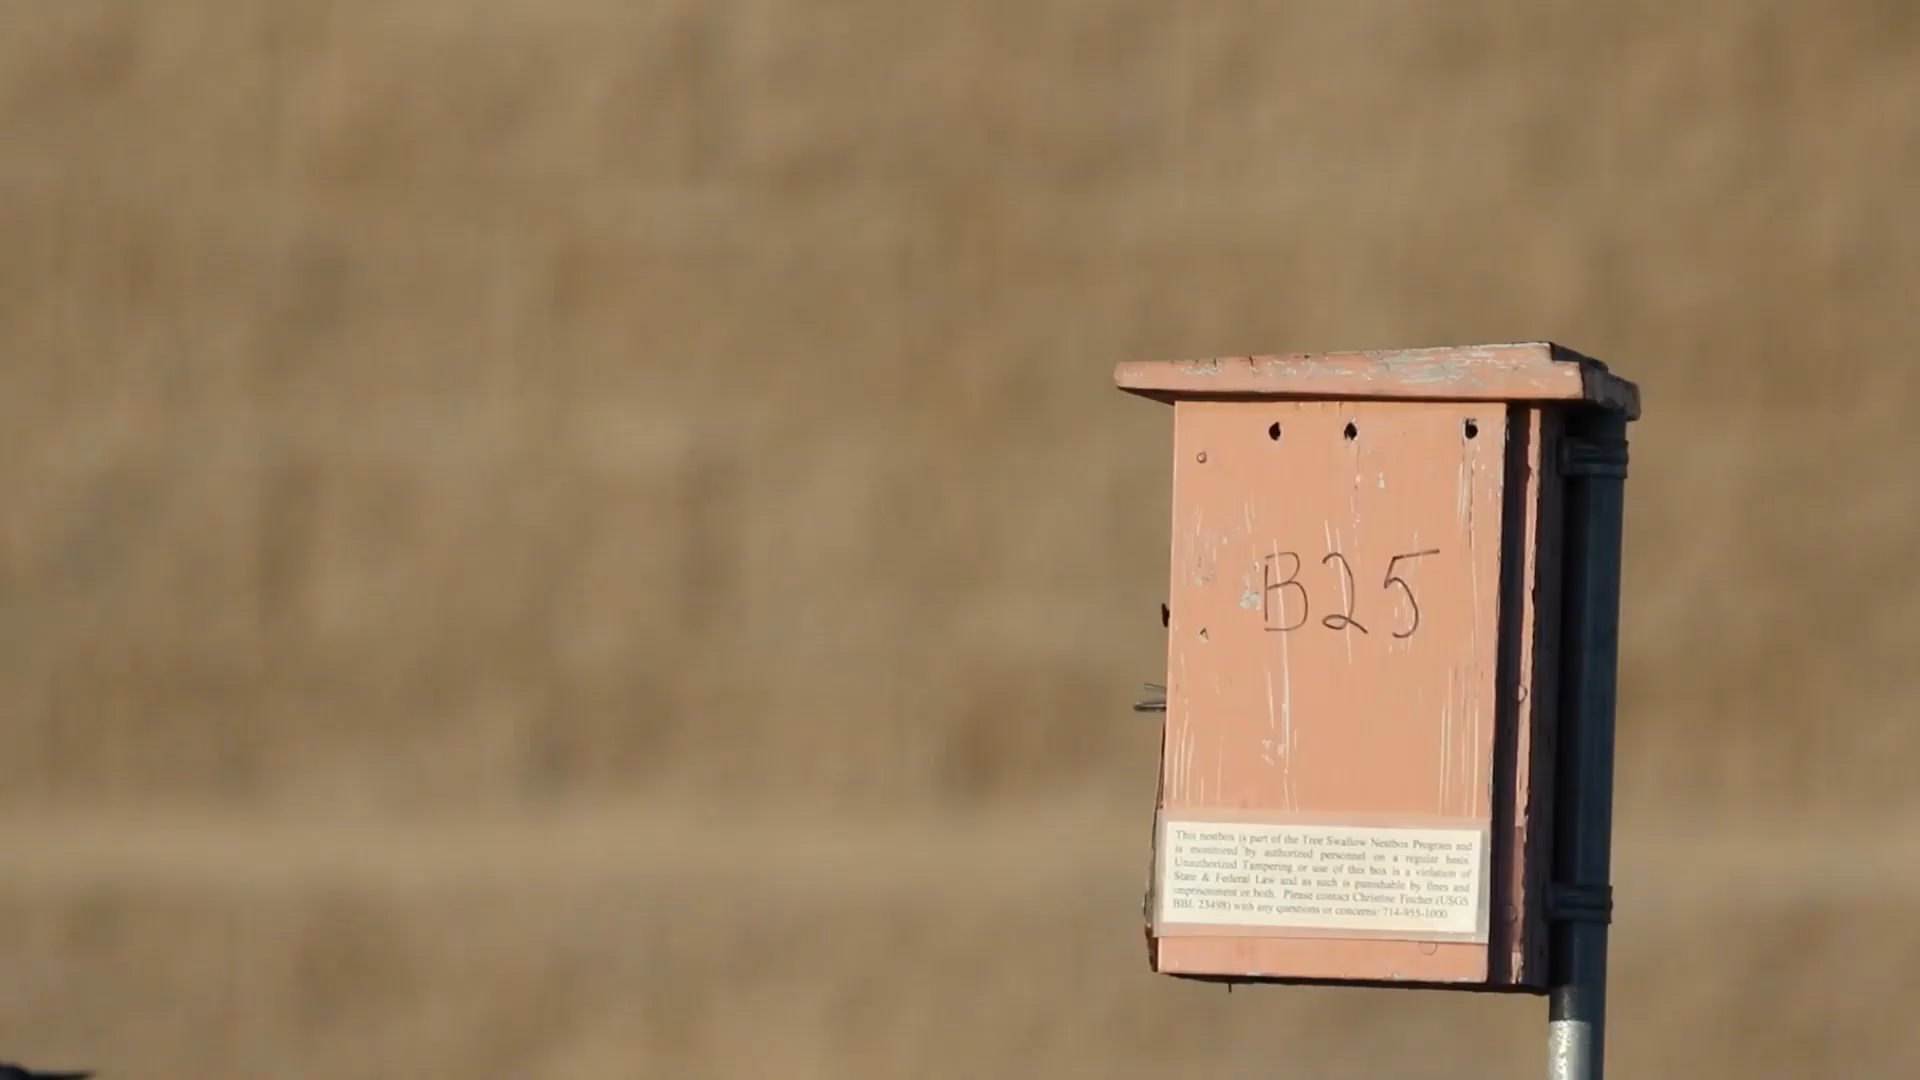 B25
This nestbox is part of the Tree Swallow Nestbox Program and
is monitored by authorized personnel on a regular basis.
Unauthorized Tampering or use of this box is a violation of
State & Federal Law and as such is punishable by fines and
imprisonment or both. Please contact Christine Fischer (USGS
BBL 23498) with any questions or concerns: 714-955-1000